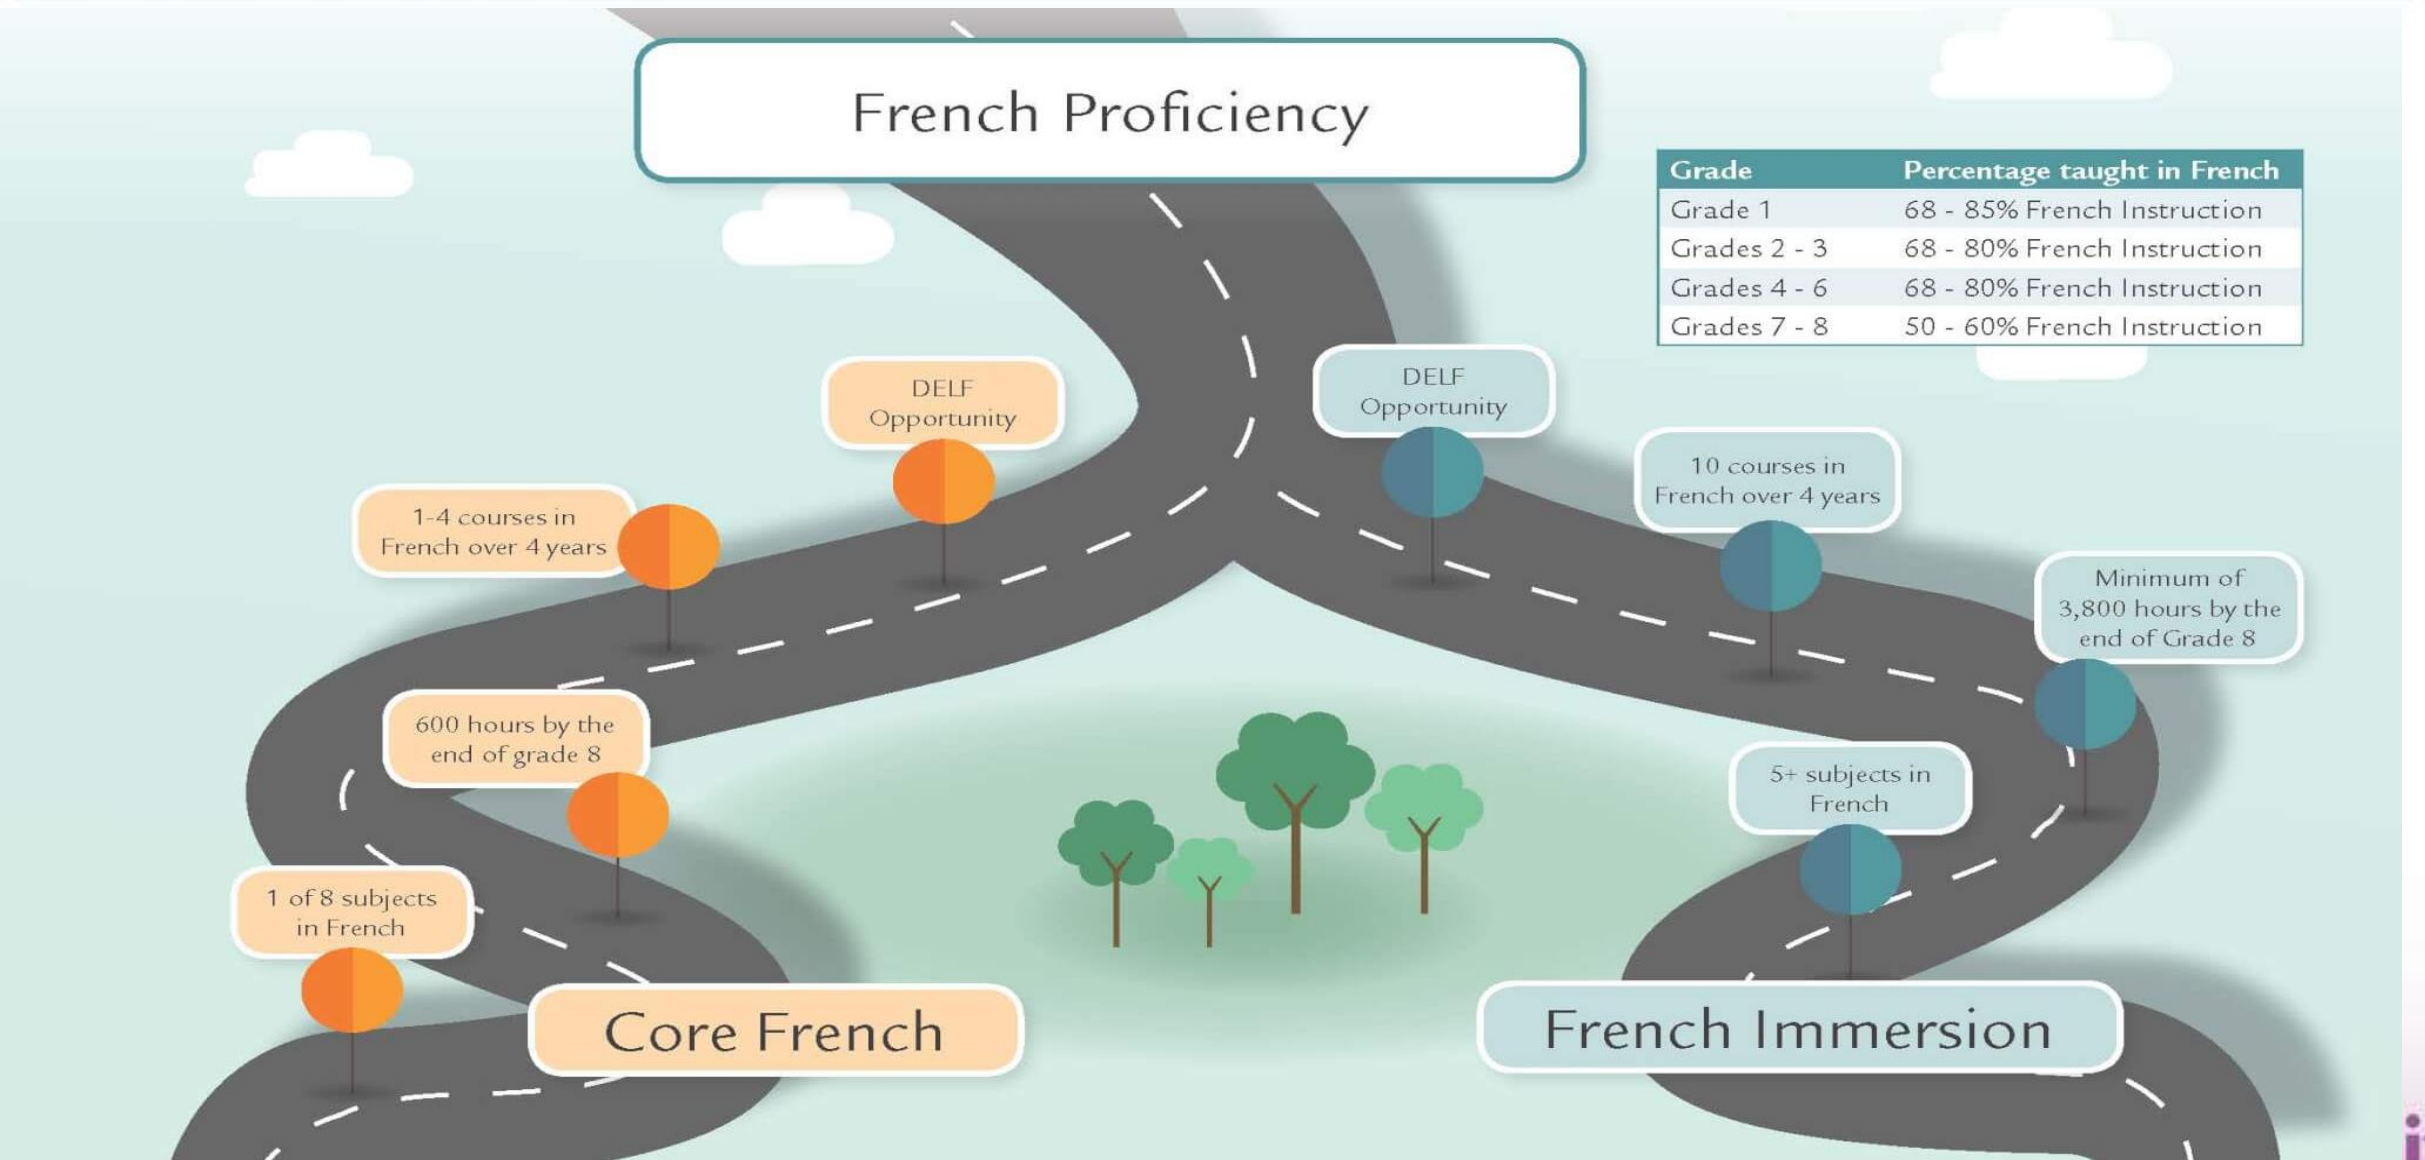 French Proficiency
Grade Percentage taught in French
Grade 1 68 - 85% French Instruction
Grades 2 - 3 68 - 80% French Instruction
Grades 4 - 6 68 - 80% French Instruction
Grades 7 - 8 50 - 60% French Instruction
DELF
Opportunity
1-4 courses in
French over 4 years
600 hours by the
end of grade 8
1 of 8 subjects
in French
Core French
DELF
Opportunity
10 courses in
French over 4 years
Minimum of
3,800 hours by the
end of Grade 8
5+ subjects in
French
French Immersion